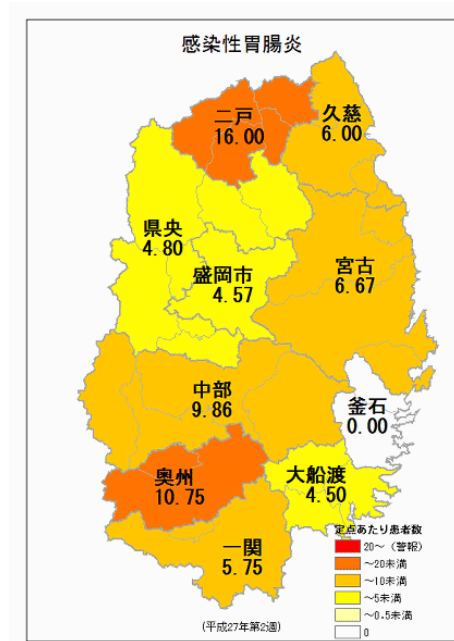 感染性胃腸炎
二戸
16.00
久慈
6.00
県央
4.80
盛岡市
4.57
宮古
6.67
中部
9.86
釜石
0.00
奥州
10.75
大船渡
4.50
一関
5.75
定点あたり患者数
20～（警報）
～20未満
～10未満
～5未満
～0.5未満
0
(平成27年第2週)